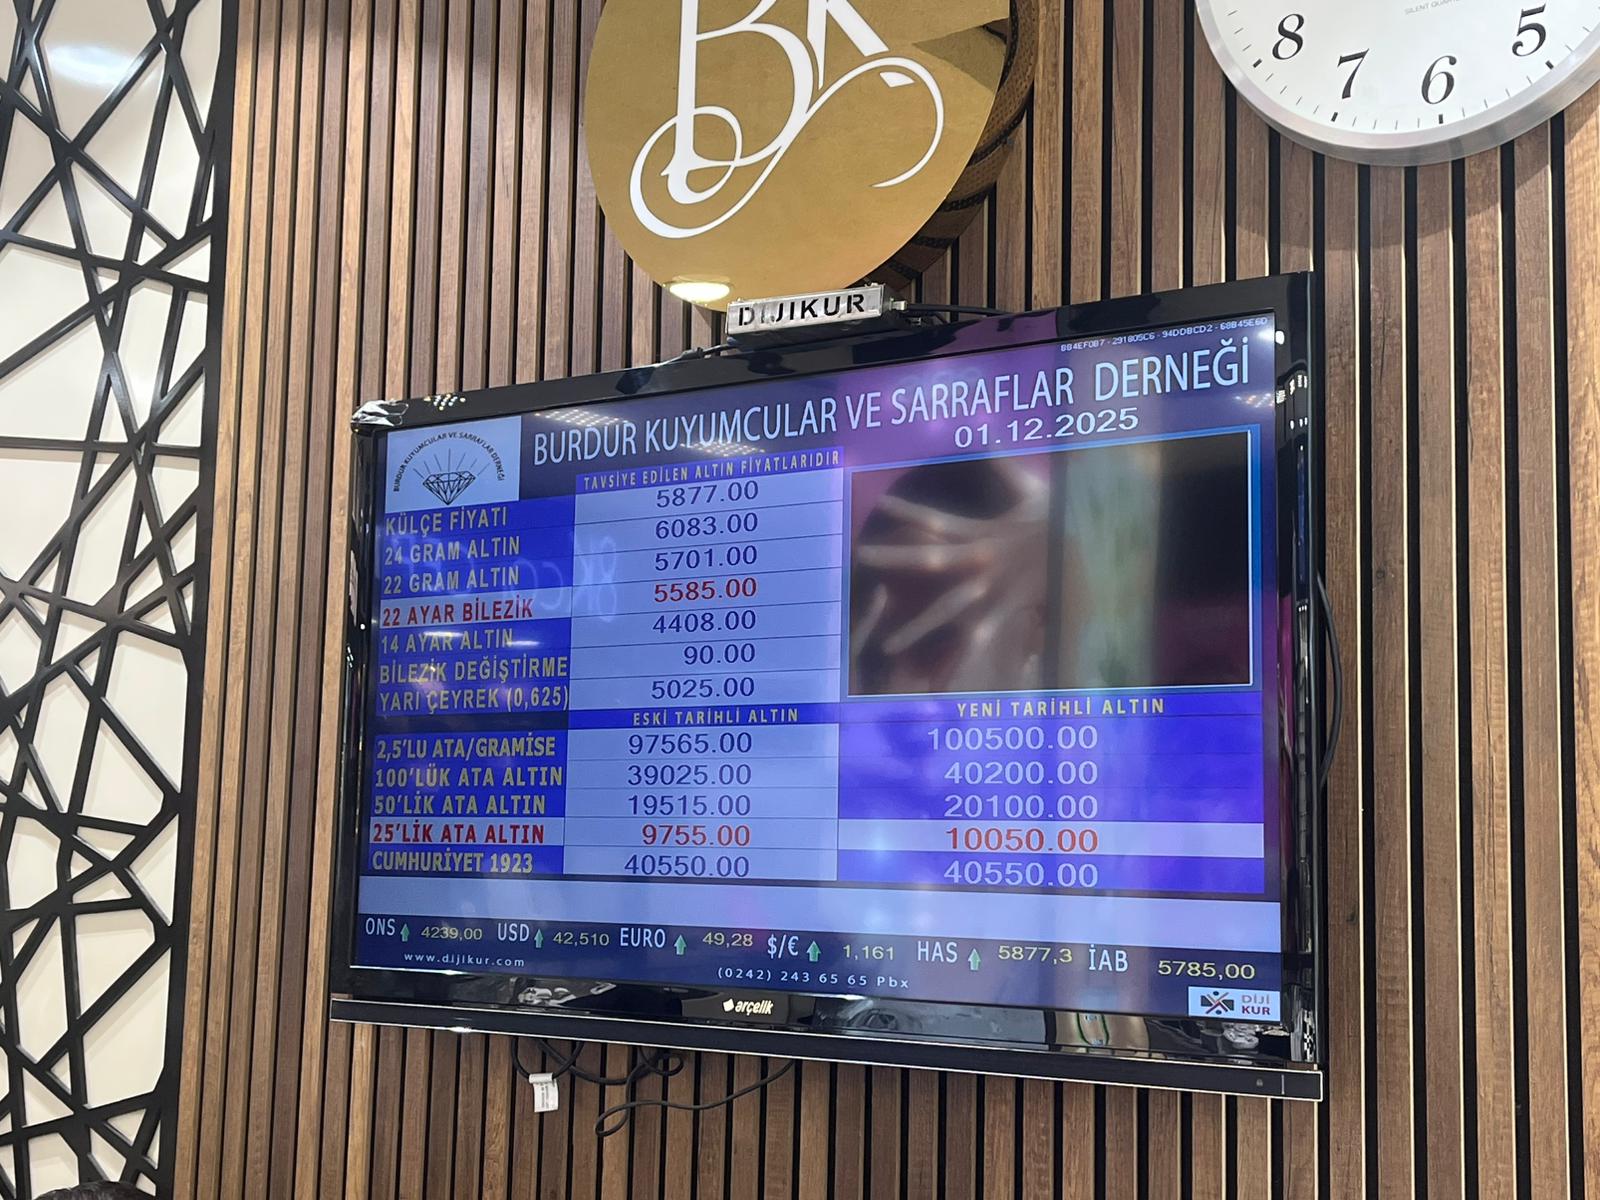 BK
8 7 6 5
DIJIKUR
8B4EF0B7 - 291805C6 - 94DDBCD2 - 68B45E6D
BURDUR KUYUMCULAR VE SARRAFLAR DERNEĞİ
01.12.2025
BURDUR KUYUMCULAR VE SARRAFLAR DERNEĞİ
TAVSİYE EDİLEN ALTIN FİYATLARIDIR
KÜLÇE FİYATI 5877.00
24 GRAM ALTIN 6083.00
22 GRAM ALTIN 5701.00
22 AYAR BİLEZİK 5585.00
14 AYAR ALTIN 4408.00
BİLEZİK DEĞİŞTİRME 90.00
YARI ÇEYREK (0,625) 5025.00
ESKİ TARİHLİ ALTIN YENİ TARİHLİ ALTIN
2,5'LU ATA/GRAMİSE 97565.00 100500.00
100'LÜK ATA ALTIN 39025.00 40200.00
50'LİK ATA ALTIN 19515.00 20100.00
25'LİK ATA ALTIN 9755.00 10050.00
CUMHURİYET 1923 40550.00 40550.00
ONS 4239,00 USD 42,510 EURO 49,28 $/€ 1,161 HAS 5877,3 İAB 5785,00
www.dijikur.com (0242) 243 65 65 Pbx
DİJİ
KUR
arçelik